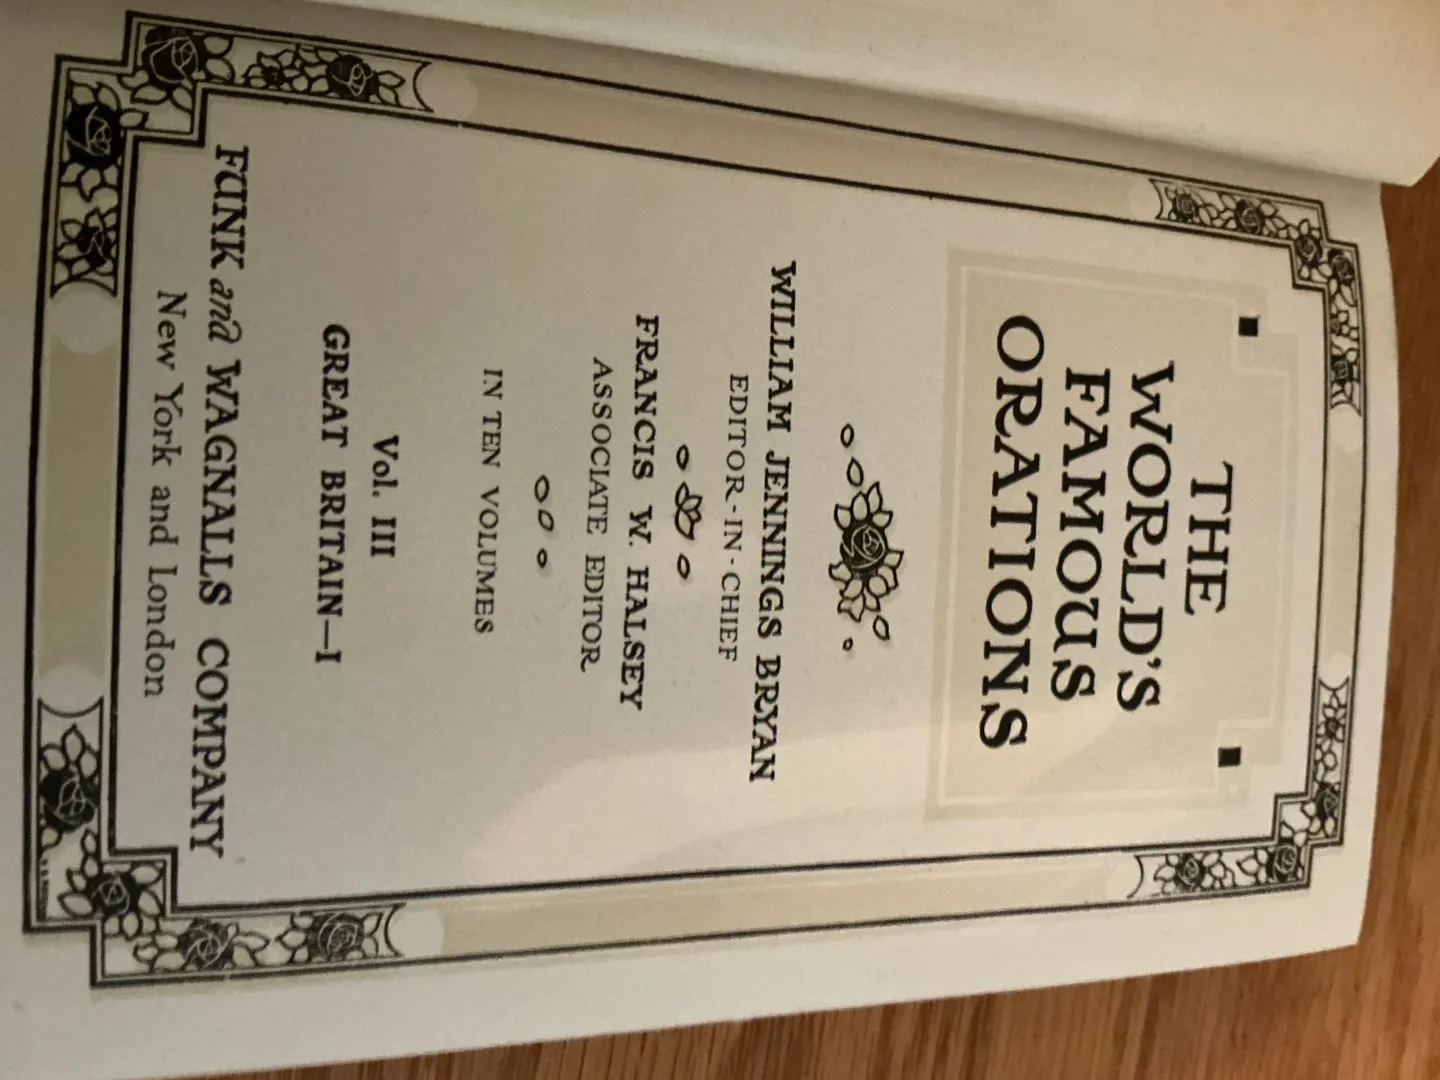 THE
WORLD'S
FAMOUS
ORATIONS
WILLIAM JENNINGS BRYAN
EDITOR-IN-CHIEF
FRANCIS W. HALSEY
ASSOCIATE EDITOR
IN TEN VOLUMES
Vol. III
GREAT BRITAIN—I
FUNK and WAGNALLS COMPANY
New York and London